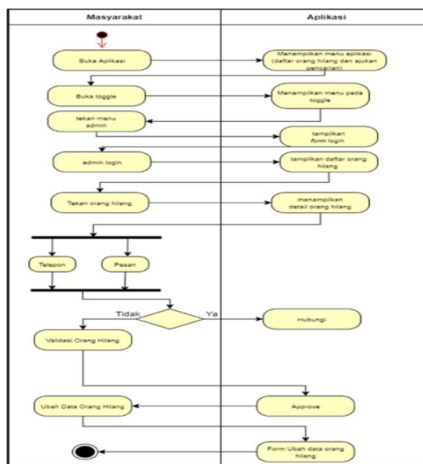 Masyarakat
Aplikasi
Buka Aplikasi
Menampilkan menu aplikasi
(daftar orang hilang dan ajukan
pencarian)
Buka toggle
Menampilkan menu pada
toggle
tekan menu
admin
tampilkan
form login
admin login
tampilkan daftar orang
hilang
Tekan orang hilang
menampilkan
detail orang hilang
Telepon
Pesan
Tidak
Ya
Hubungi
Validasi Orang Hilang
Ubah Data Orang Hilang
Approve
Form Ubah data orang
hilang